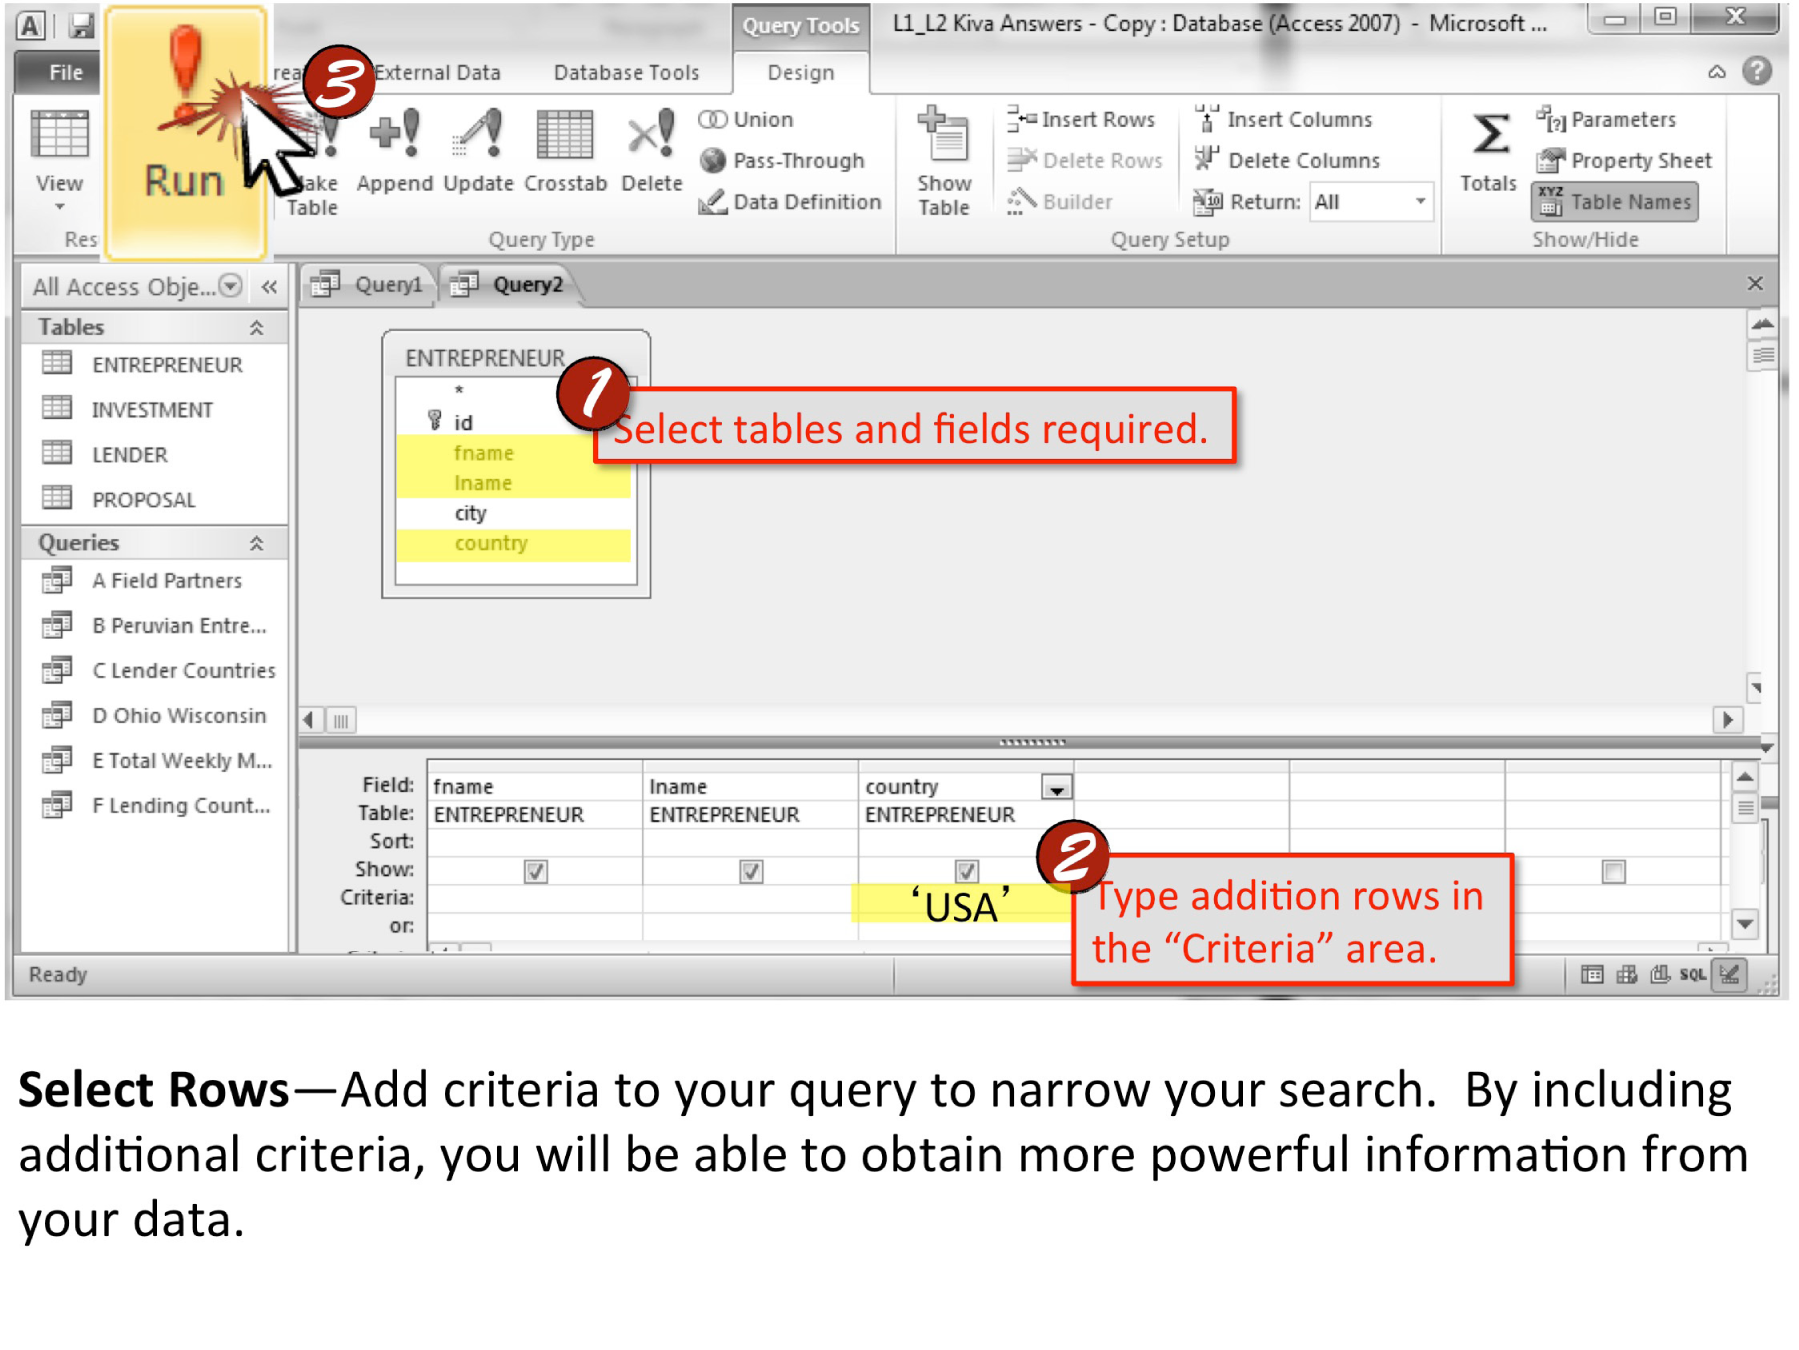 Query Tools
L1_L2 Kiva Answers - Copy : Database (Access 2007) - Microsoft ...
File
External Data
Database Tools
Design
3
View
Run
Table
Append
Update
Crosstab
Delete
Union
Pass-Through
Data Definition
Show
Table
Insert Rows
Delete Rows
Builder
Insert Columns
Delete Columns
Return: All
Totals
Parameters
Property Sheet
Table Names
Query Type
Query Setup
Show/Hide
All Access Obje...
Query1
Query2
Tables
ENTREPRENEUR
INVESTMENT
LENDER
PROPOSAL
Queries
A Field Partners
B Peruvian Entre...
C Lender Countries
D Ohio Wisconsin
E Total Weekly M...
F Lending Count...
ENTREPRENEUR
*
id
fname
lname
city
country
1
Select tables and fields required.
Field: fname lname country
Table: ENTREPRENEUR ENTREPRENEUR ENTREPRENEUR
Sort:
Show:
Criteria: ‘USA’
or:
2
Type addition rows in
the “Criteria” area.
Ready
SQL
Select Rows—Add criteria to your query to narrow your search. By including
additional criteria, you will be able to obtain more powerful information from
your data.